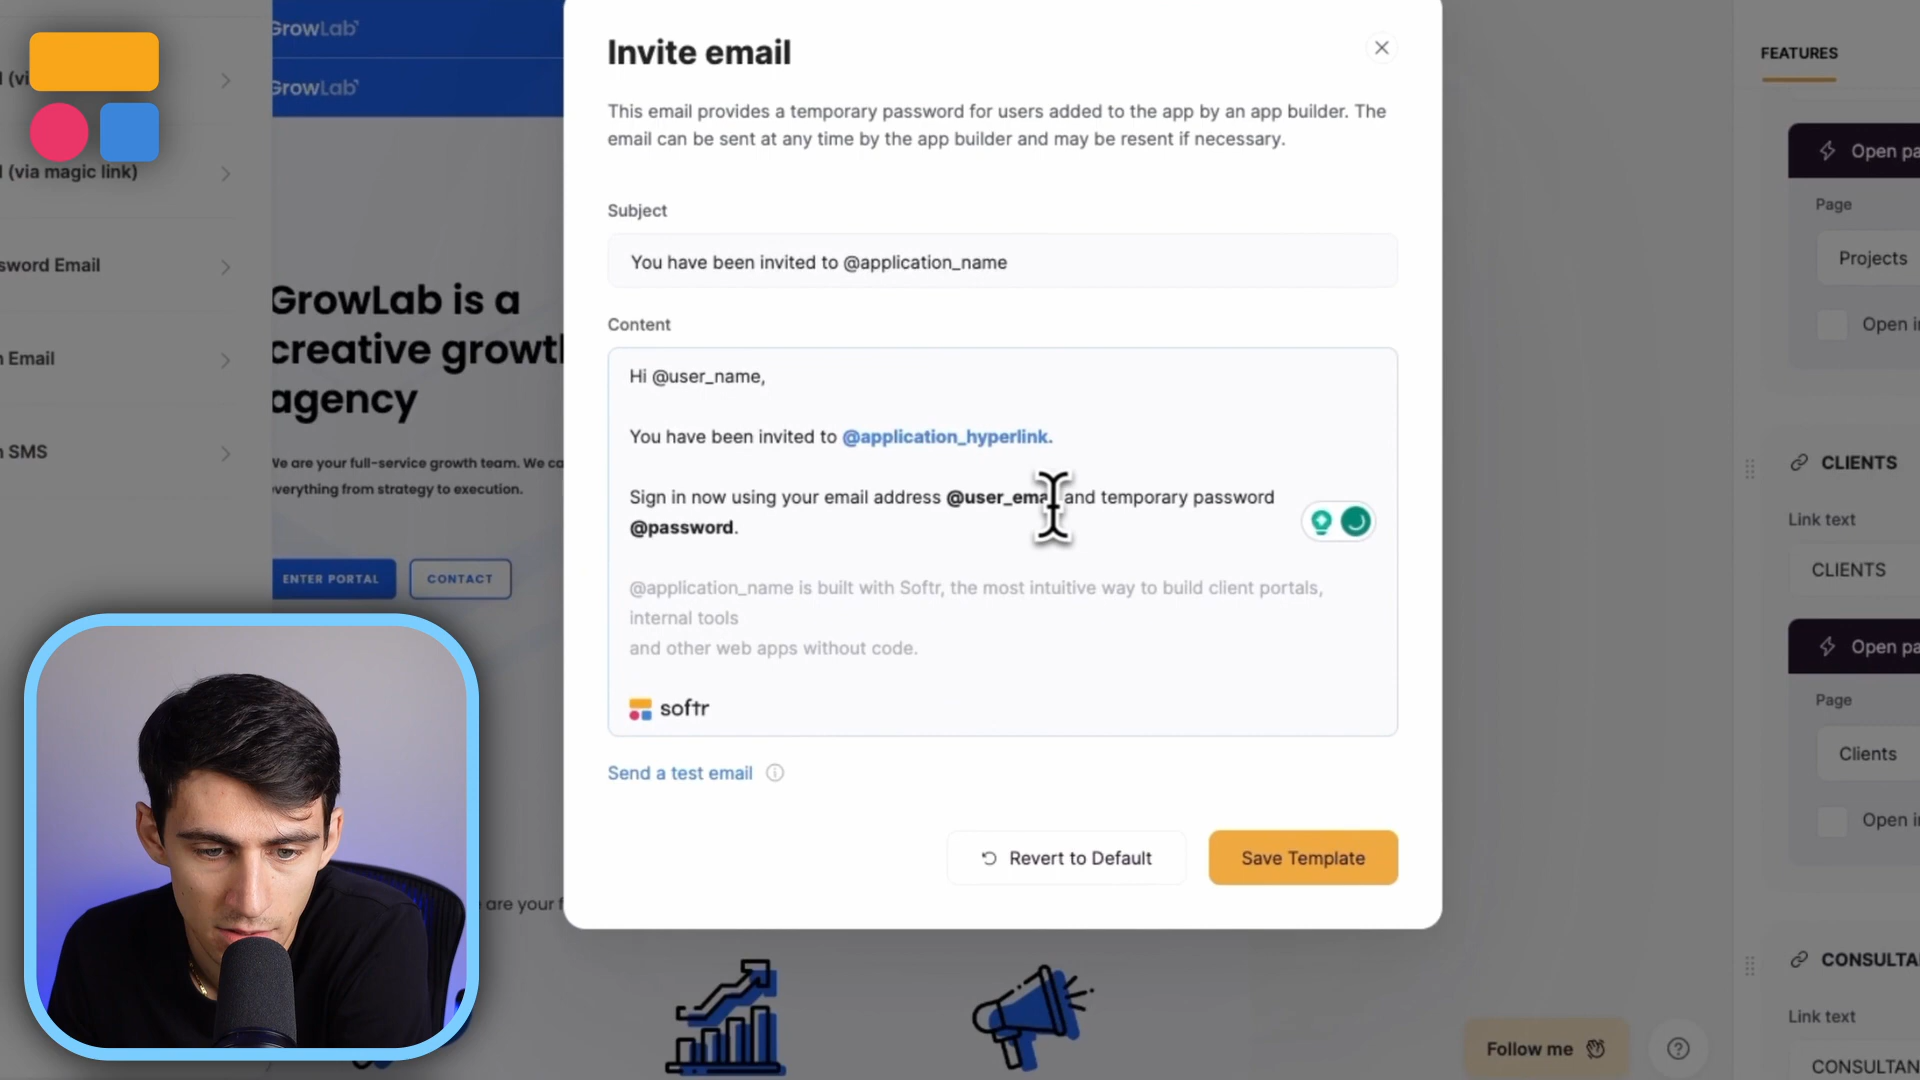 GrowLab
GrowLab
(via magic link)
sword Email
Email
SMS
GrowLab is a
creative growth
agency
We are your full-service growth team. We
everything from strategy to execution.
ENTER PORTAL
CONTACT
are your
Invite email
This email provides a temporary password for users added to the app by an app builder. The
email can be sent at any time by the app builder and may be resent if necessary.
Subject
You have been invited to @application_name
Content
Hi @user_name,
You have been invited to @application_hyperlink.
Sign in now using your email address @user_ema and temporary password
@password.
@application_name is built with Softr, the most intuitive way to build client portals,
internal tools
and other web apps without code.
softr
Send a test email
Revert to Default
Save Template
FEATURES
Open pa
Page
Projects
Open i
CLIENTS
Link text
CLIENTS
Open pa
Page
Clients
Open i
CONSULTA
Link text
CONSULTAN
Follow me